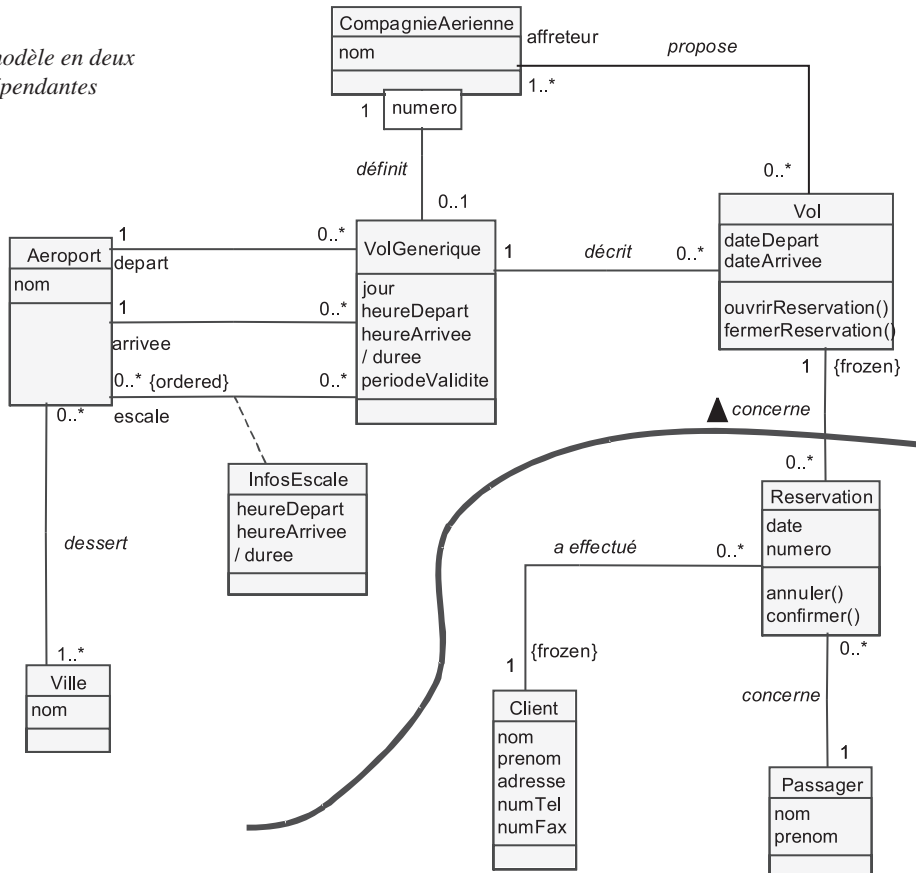 odèle en deux
pendantes
CompagnieAerienne
nom
affreteur
propose
1..*
1
numero
définit
0..1
0..*
Vol
dateDepart
dateArrivee
ouvrirReservation()
fermerReservation()
Aeroport
nom
1
depart
0..*
1
arrivee
0..*
0..* {ordered}
escale
0..*
VolGenerique
jour
heureDepart
heureArrivee
/ duree
periodeValidite
1
décrit
0..*
1
{frozen}
concerne
0..*
InfosEscale
heureDepart
heureArrivee
/ duree
0..*
dessert
1..*
Ville
nom
Reservation
date
numero
annuler()
confirmer()
a effectué
0..*
{frozen}
1
Client
nom
prenom
adresse
numTel
numFax
0..*
concerne
1
Passager
nom
prenom